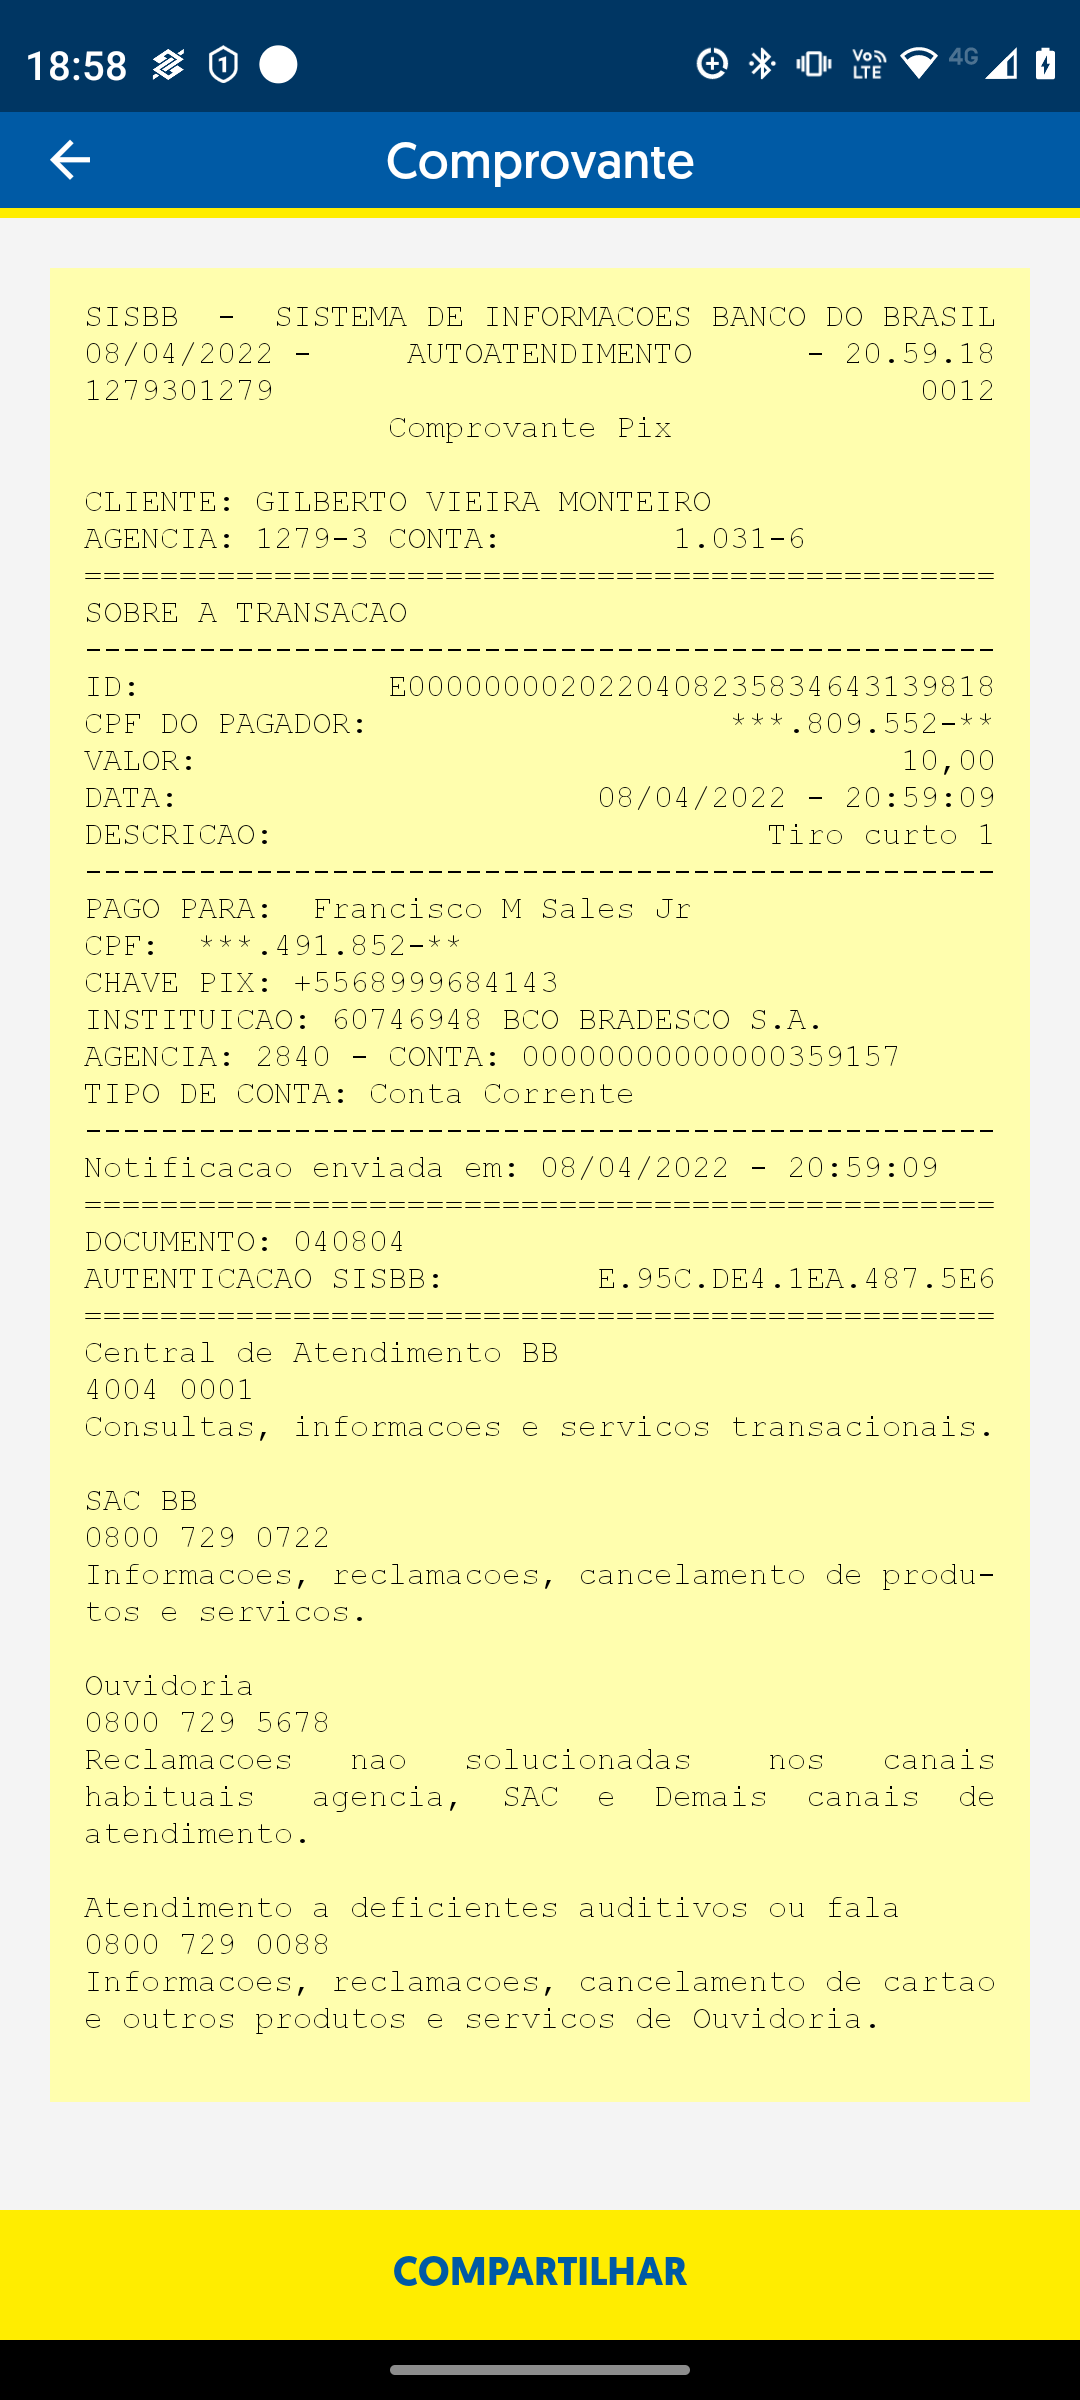 18:58
4G
Comprovante
SISBB - SISTEMA DE INFORMACOES BANCO DO BRASIL
08/04/2022 - AUTOATENDIMENTO - 20.59.18
1279301279 0012
Comprovante Pix
CLIENTE: GILBERTO VIEIRA MONTEIRO
AGENCIA: 1279-3 CONTA: 1.031-6
================================================
SOBRE A TRANSACAO
------------------------------------------------
ID: E00000000202204082358346431398​18
CPF DO PAGADOR: ***.809.552-**
VALOR: 10,00
DATA: 08/04/2022 - 20:59:09
DESCRICAO: Tiro curto 1
------------------------------------------------
PAGO PARA: Francisco M Sales Jr
CPF: ***.491.852-**
CHAVE PIX: +5568999684143
INSTITUICAO: 60746948 BCO BRADESCO S.A.
AGENCIA: 2840 - CONTA: 00000000000000359157
TIPO DE CONTA: Conta Corrente
------------------------------------------------
Notificacao enviada em: 08/04/2022 - 20:59:09
================================================
DOCUMENTO: 040804
AUTENTICACAO SISBB: E.95C.DE4.1EA.487.5E6
================================================
Central de Atendimento BB
4004 0001
Consultas, informacoes e servicos transacionais.
SAC BB
0800 729 0722
Informacoes, reclamacoes, cancelamento de produ-
tos e servicos.
Ouvidoria
0800 729 5678
Reclamacoes nao solucionadas nos canais
habituais agencia, SAC e Demais canais de
atendimento.
Atendimento a deficientes auditivos ou fala
0800 729 0088
Informacoes, reclamacoes, cancelamento de cartao
e outros produtos e servicos de Ouvidoria.
COMPARTILHAR